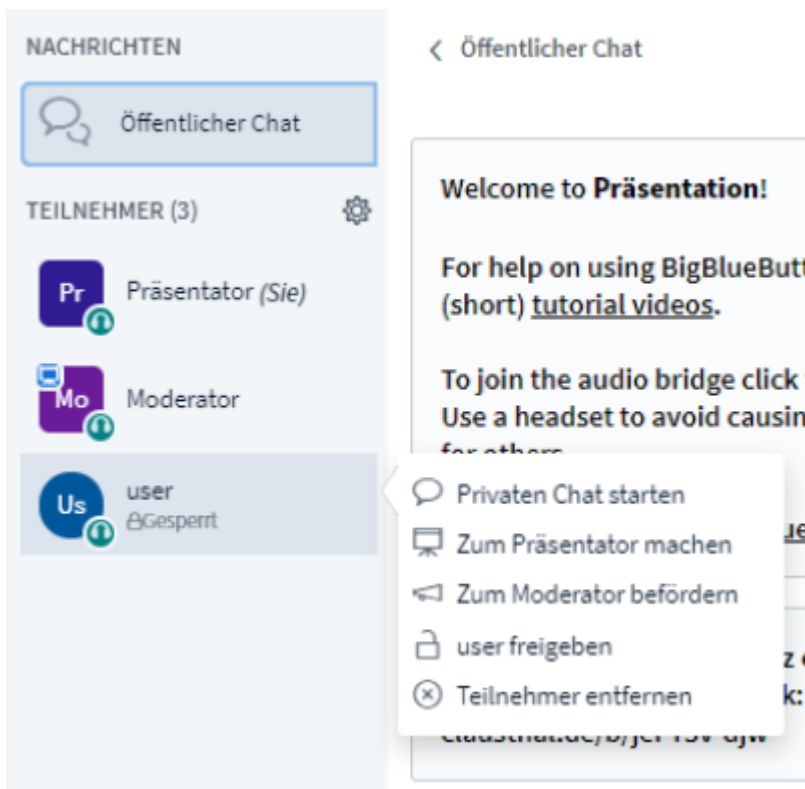 NACHRICHTEN
Öffentlicher Chat
TEILNEHMER (3)
Pr
Präsentator (Sie)
Mo
Moderator
Us
user
Gesperrt
Öffentlicher Chat
Welcome to Präsentation!
For help on using
(short) tutorial videos.
To join the audio bridge click
Use a headset to avoid
for others
Privaten Chat starten
Zum Präsentator machen
Zum Moderator befördern
user freigeben
Teilnehmer entfernen